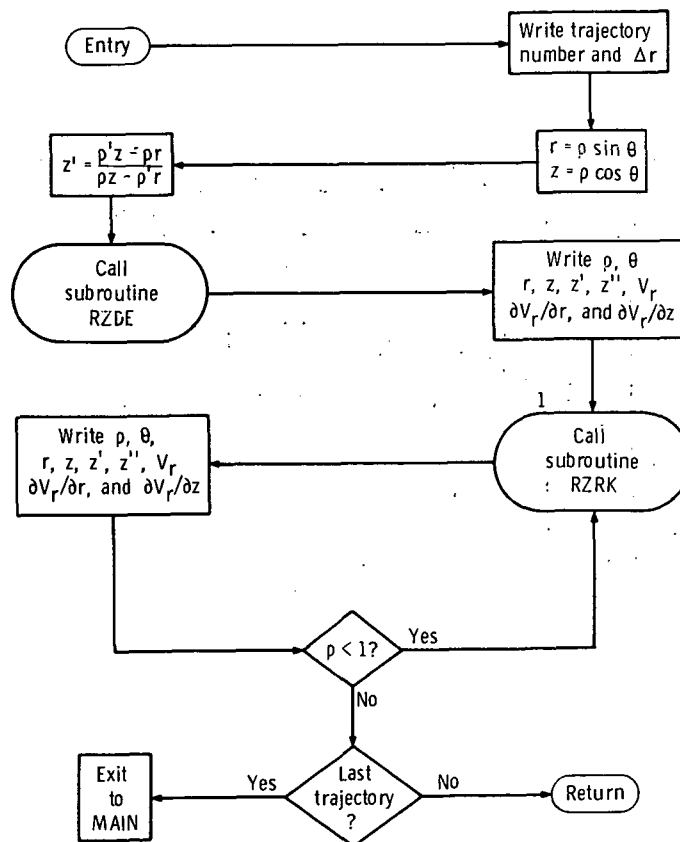 Entry
Write trajectory
number and Δr
r = ρ sin θ
z = ρ cos θ
z' = (ρ'z - ρr) / (ρz - ρ'r)
Call
subroutine
RZDE
Write ρ, θ
r, z, z', z'', V_r
∂V_r/∂r, and ∂V_r/∂z
1
Call
subroutine
RZRK
Write ρ, θ,
r, z, z', z'', V_r
∂V_r/∂r, and ∂V_r/∂z
ρ < 1?
Yes
No
Last
trajectory
?
Yes
No
Exit
to
MAIN
Return